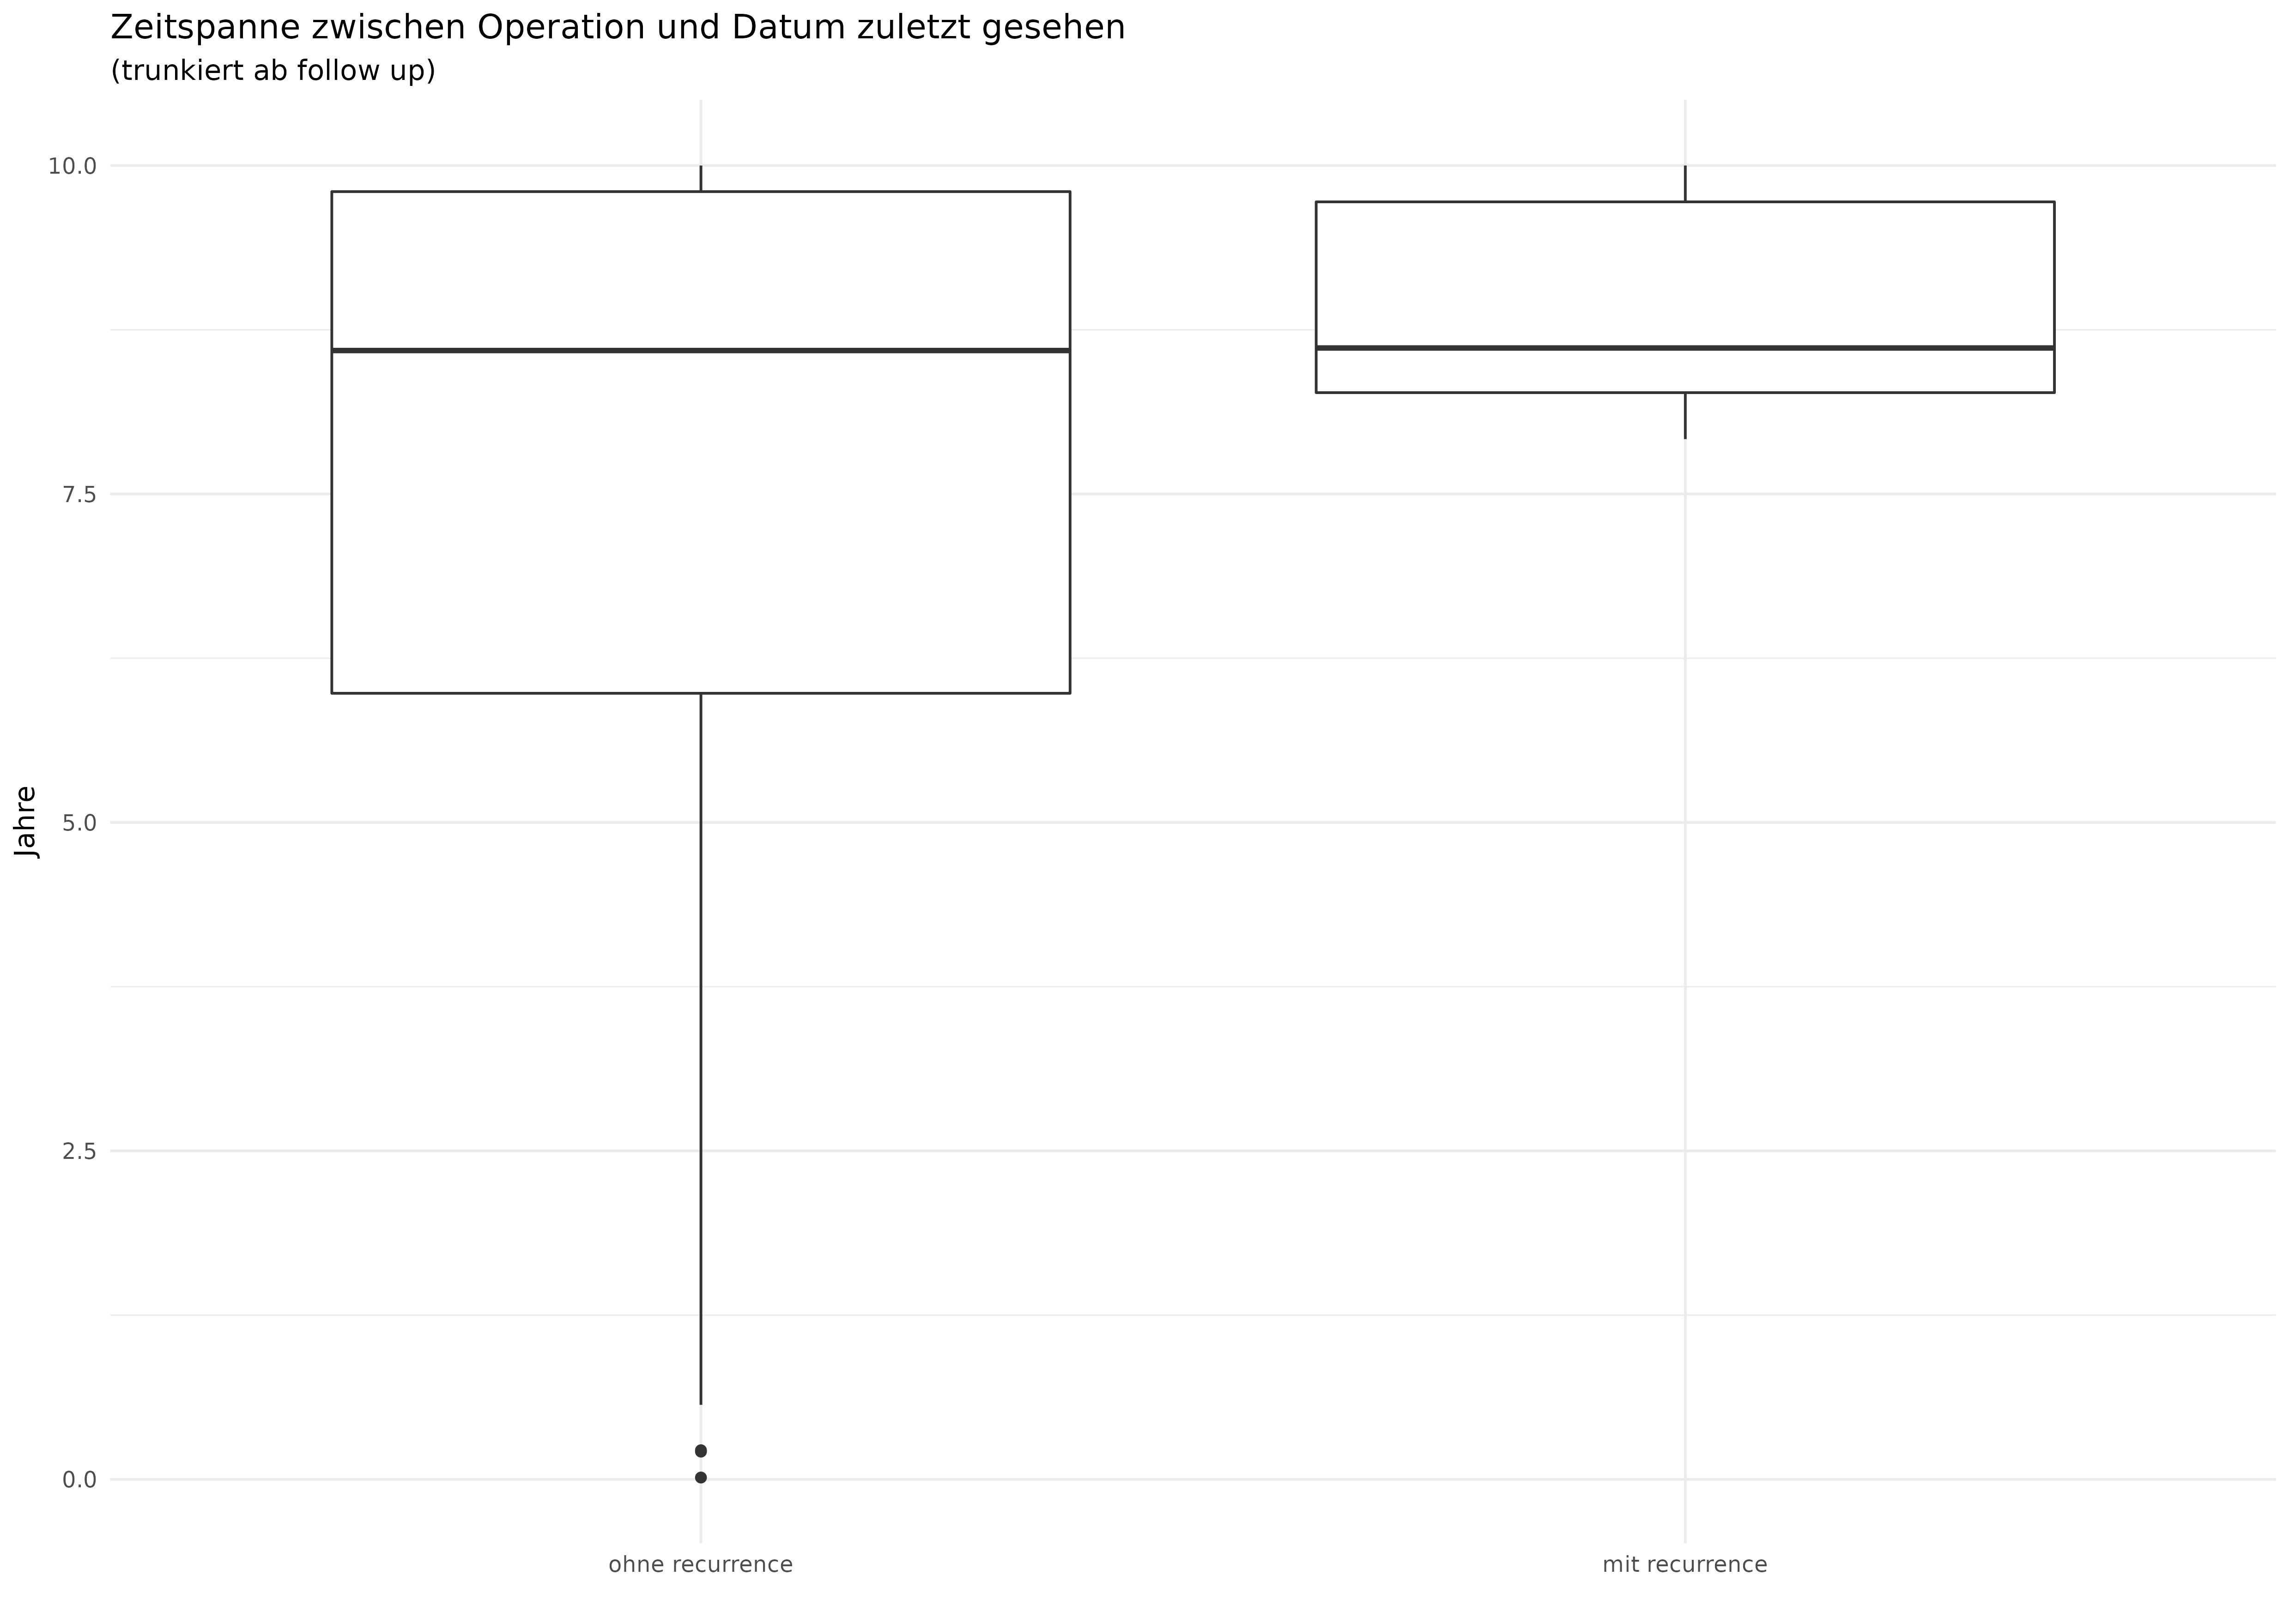 Zeitspanne zwischen Operation und Datum zuletzt gesehen
(trunkiert ab follow up)
Jahre
10.0
7.5
5.0
2.5
0.0
ohne recurrence
mit recurrence